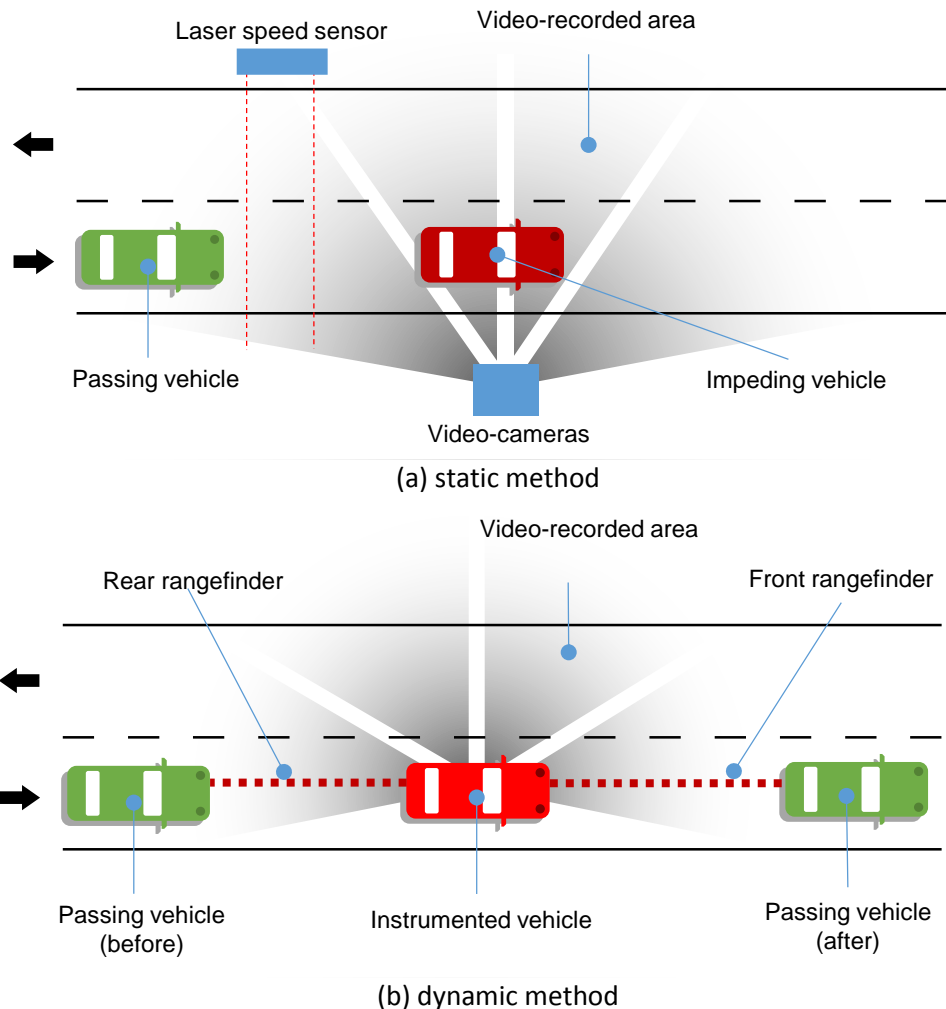 Laser speed sensor
Video-recorded area
Passing vehicle
Impeding vehicle
Video-cameras
(a) static method
Video-recorded area
Rear rangefinder
Front rangefinder
Passing vehicle
(before)
Instrumented vehicle
Passing vehicle
(after)
(b) dynamic method